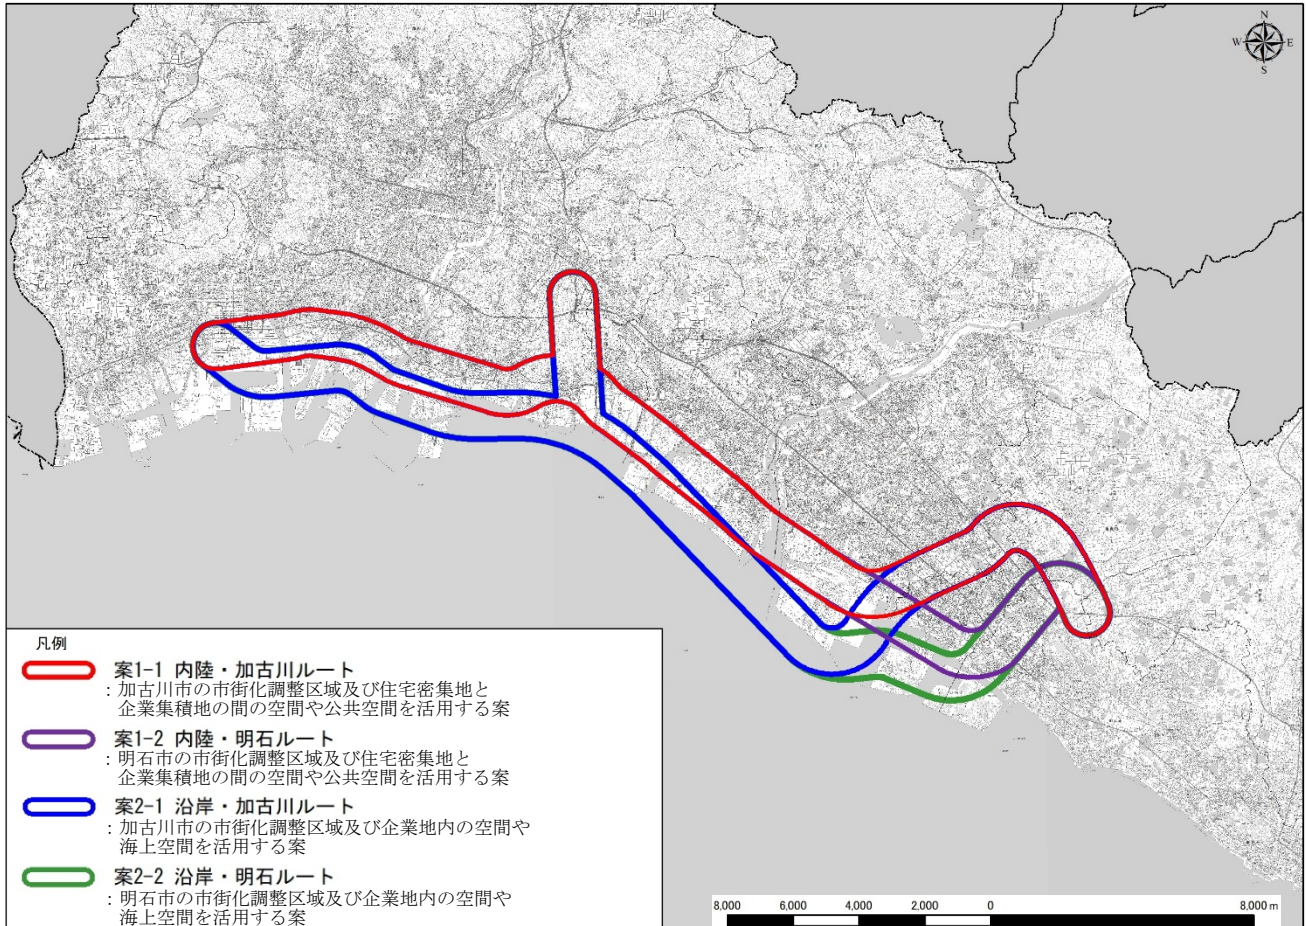 N
W
E
S
凡例
案1-1 内陸・加古川ルート
：加古川市の市街化調整区域及び住宅密集地と
企業集積地の間の空間や公共空間を活用する案
案1-2 内陸・明石ルート
：明石市の市街化調整区域及び住宅密集地と
企業集積地の間の空間や公共空間を活用する案
案2-1 沿岸・加古川ルート
：加古川市の市街化調整区域及び企業地内の空間や
海上空間を活用する案
案2-2 沿岸・明石ルート
：明石市の市街化調整区域及び企業地内の空間や
海上空間を活用する案
8,000 6,000 4,000 2,000 0 8,000 m